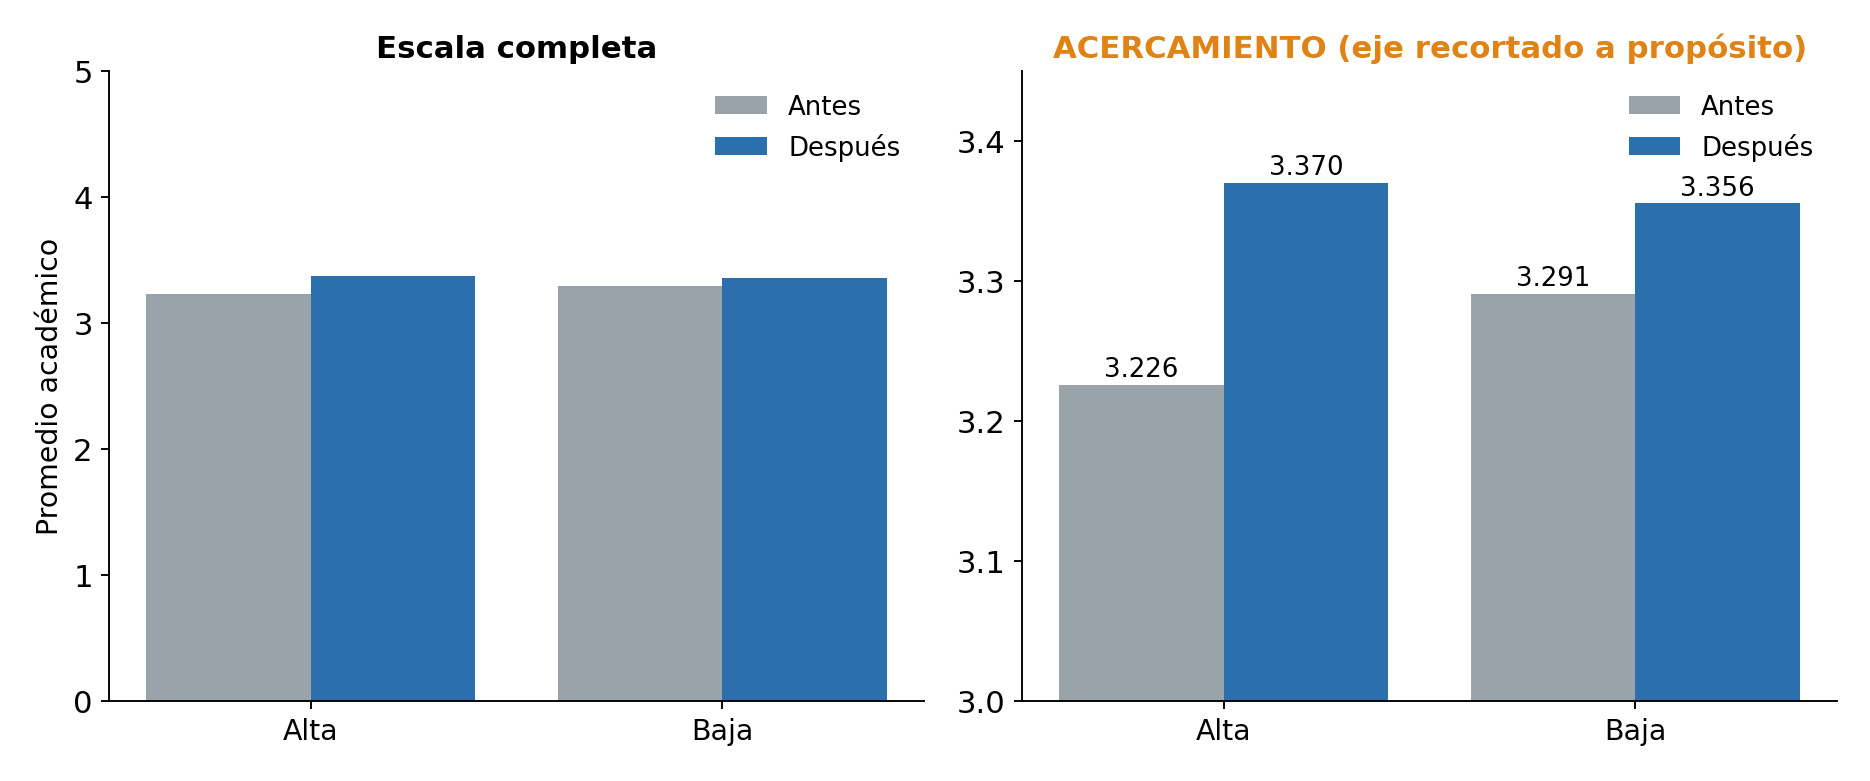 Escala completa
Promedio académico
5
4
3
2
1
0
Antes
Después
Alta
Baja
ACERCAMIENTO (eje recortado a propósito)
3.4
3.3
3.2
3.1
3.0
Antes
Después
3.226
3.370
3.291
3.356
Alta
Baja